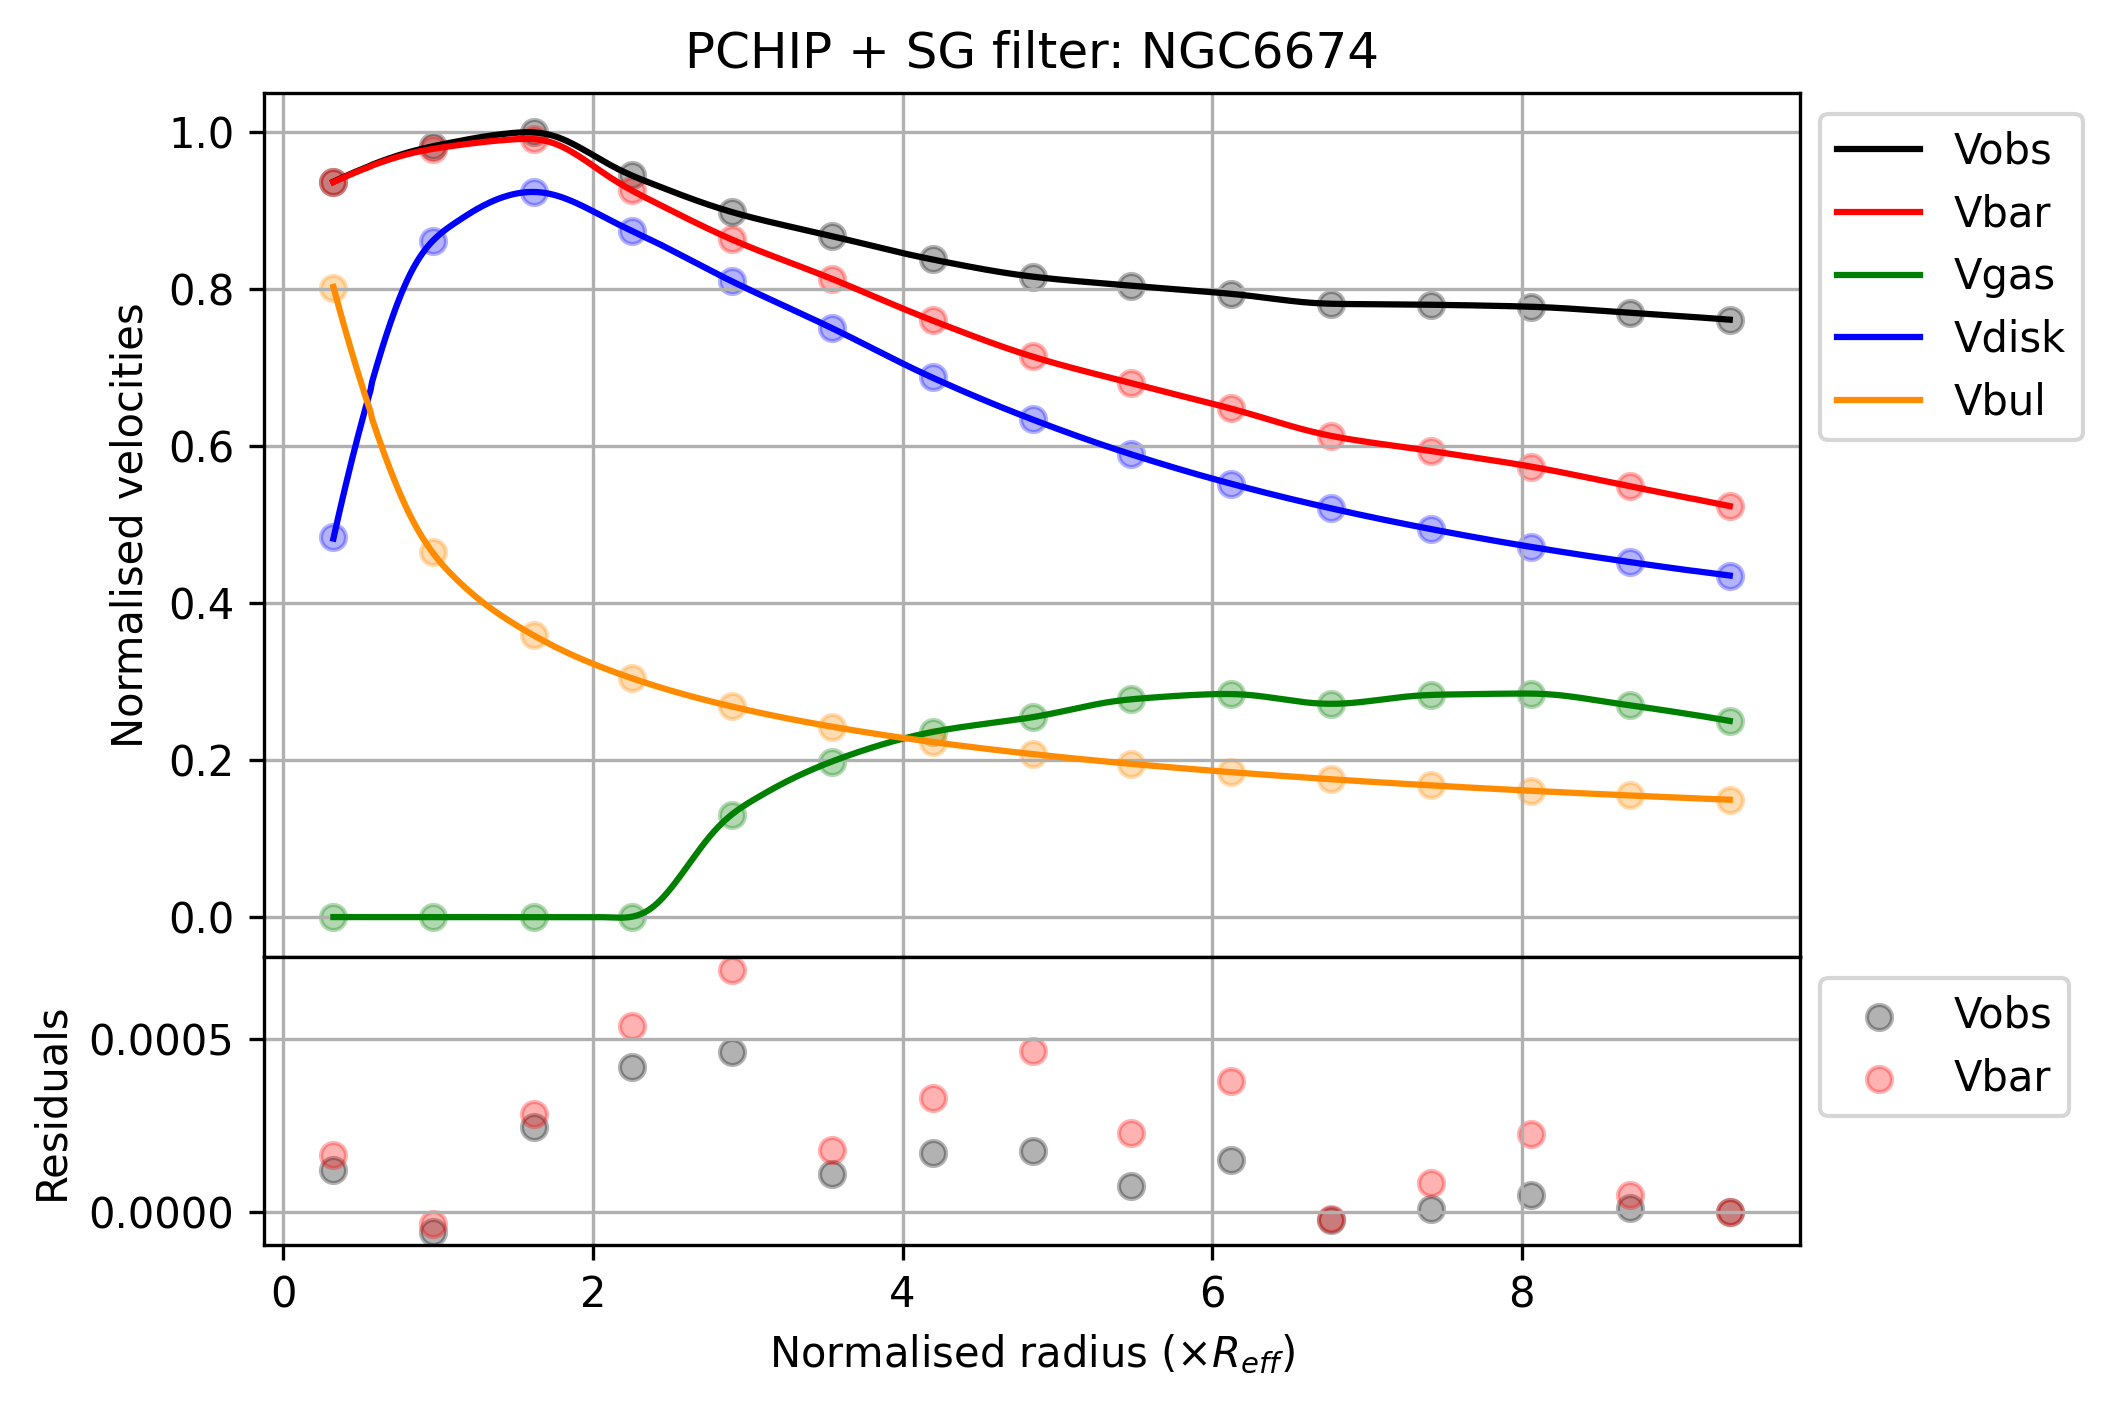 PCHIP + SG filter: NGC6674
Normalised velocities
1.0
0.8
0.6
0.4
0.2
0.0
Vobs
Vbar
Vgas
Vdisk
Vbul
Residuals
0.0005
0.0000
Vobs
Vbar
0 2 4 6 8
Normalised radius (×R_eff)